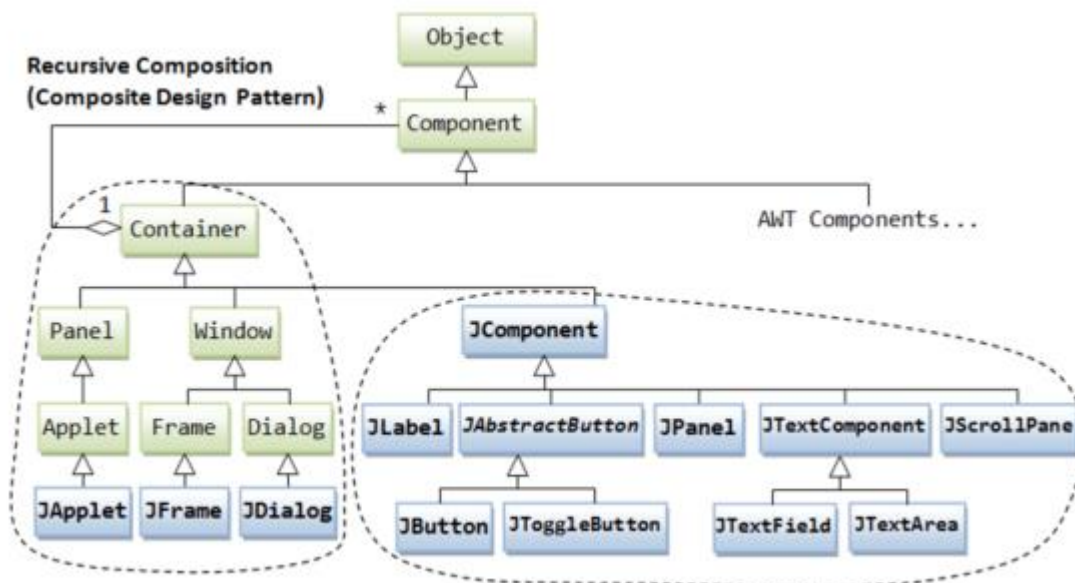 Object
Recursive Composition
(Composite Design Pattern)
*
Component
1
Container
AWT Components...
Panel
Window
JComponent
Applet
Frame
Dialog
JLabel
JAbstractButton
JPanel
JTextComponent
JScrollPane
JApplet
JFrame
JDialog
JButton
JToggleButton
JTextField
JTextArea